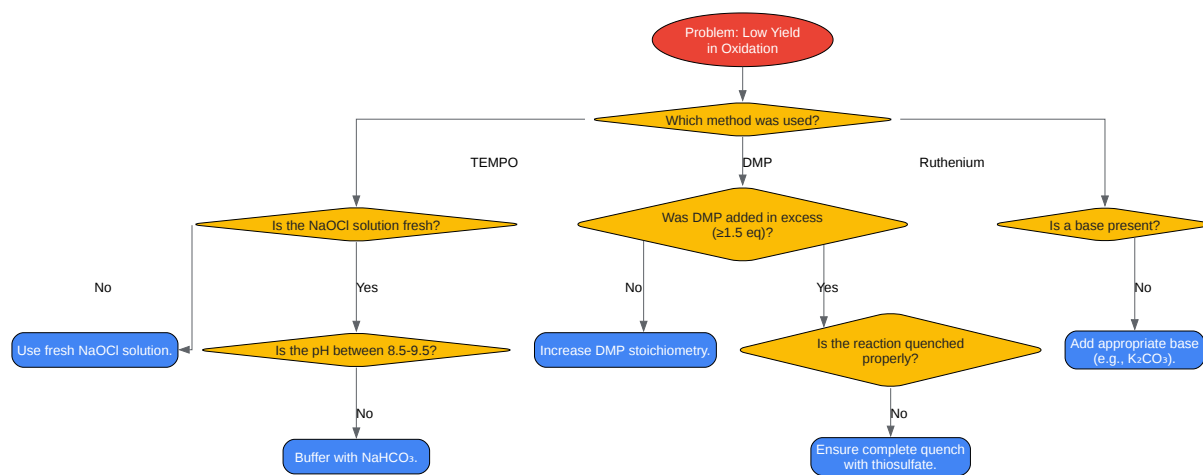 Problem: Low Yield
in Oxidation
Which method was used?
TEMPO
DMP
Ruthenium
Is the NaOCl solution fresh?
Was DMP added in excess
(≥1.5 eq)?
Is a base present?
No
Yes
No
Yes
No
Use fresh NaOCl solution.
Is the pH between 8.5-9.5?
Increase DMP stoichiometry.
Is the reaction quenched
properly?
Add appropriate base
(e.g., K₂CO₃).
No
No
Buffer with NaHCO₃.
Ensure complete quench
with thiosulfate.